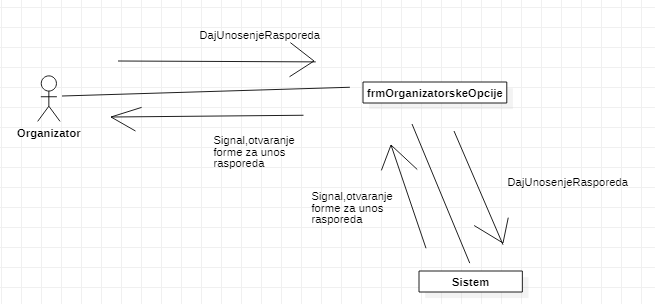 DajUnosenjeRasporeda
frmOrganizatorskeOpcije
Organizator
Signal,otvaranje
forme za unos
rasporeda
DajUnosenjeRasporeda
Signal,otvaranje
forme za unos
rasporeda
Sistem